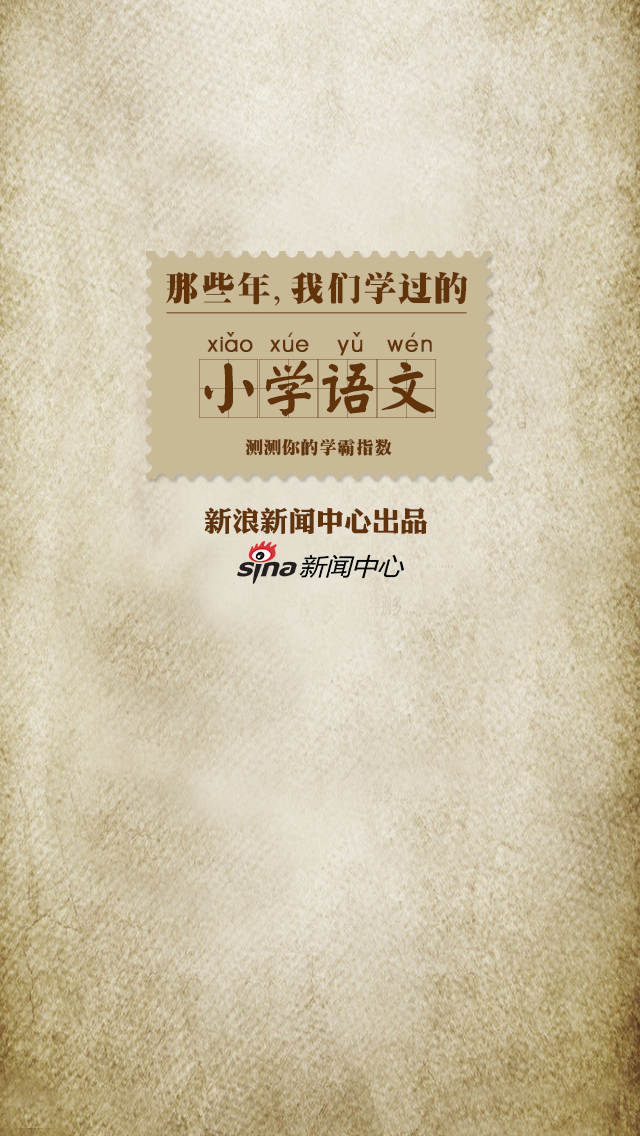 那些年,我们学过的
xiǎo xúe yǔ wén
小学语文
测测你的学霸指数
新浪新闻中心出品
sina 新闻中心